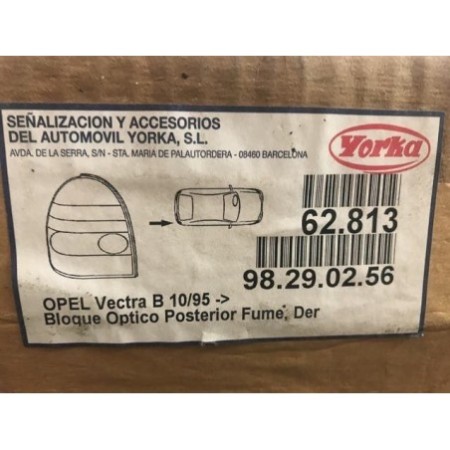 SEÑALIZACION Y ACCESORIOS
DEL AUTOMOVIL YORKA, S.L.
AVDA. DE LA SERRA, S/N - STA. MARIA DE PALAUTORDERA - 08460 BARCELONA
Yorka
62.813
98.29.02.56
OPEL Vectra B 10/95 ->
Bloque Optico Posterior Fume, Der